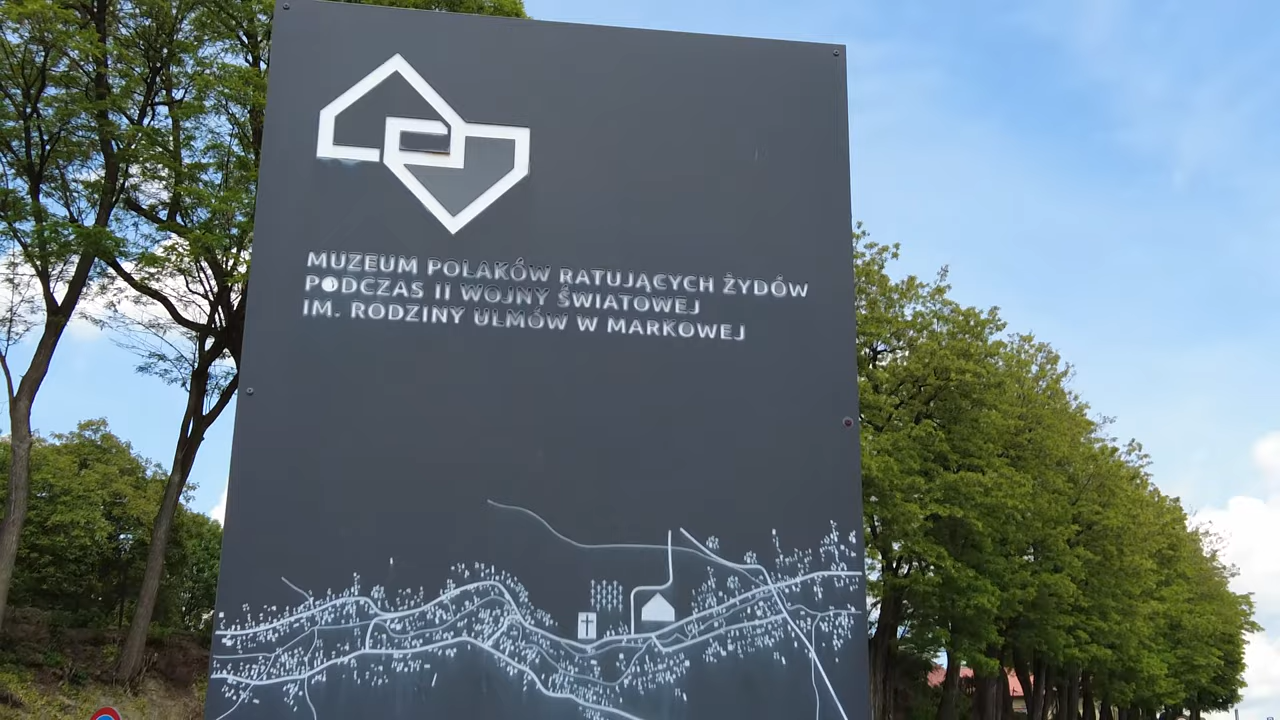 MUZEUM POLAKÓW RATUJĄCYCH ŻYDÓW
PODCZAS II WOJNY ŚWIATOWEJ
IM. RODZINY ULMÓW W MARKOWEJ